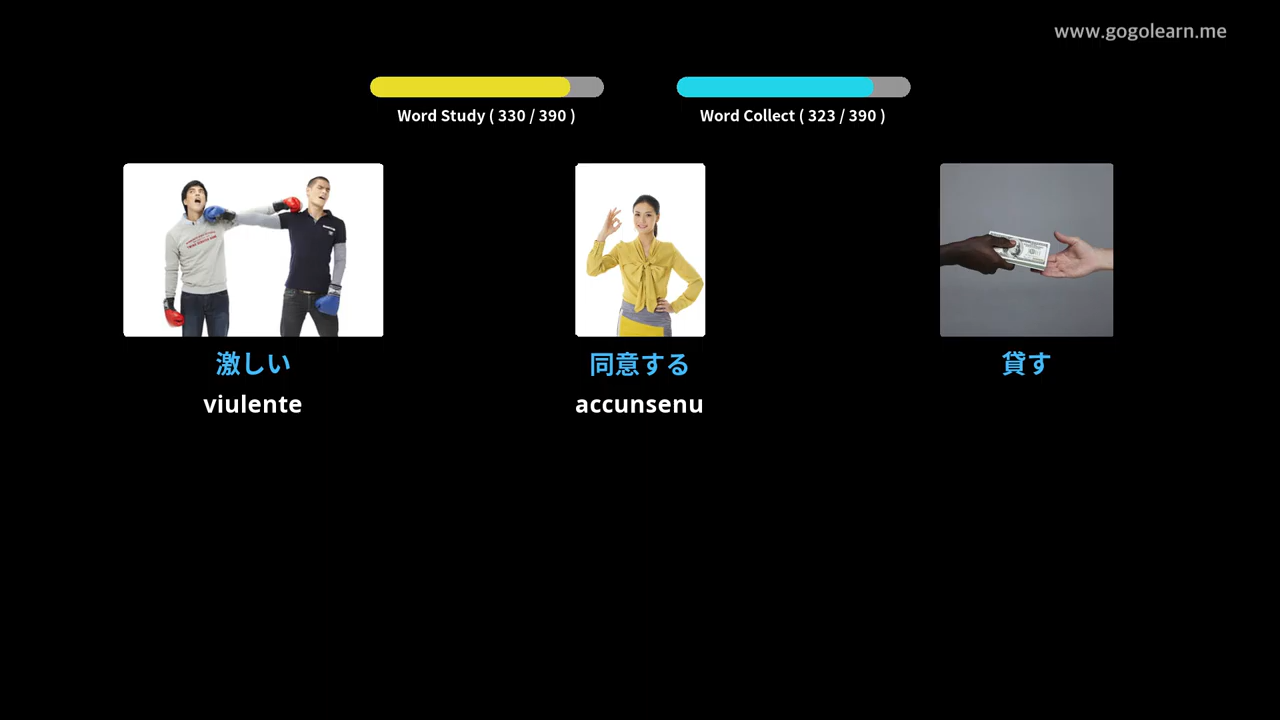 www.gogolearn.me
Word Study ( 330 / 390 )
Word Collect ( 323 / 390 )
激しい
同意する
貸す
viulente
accunsenu